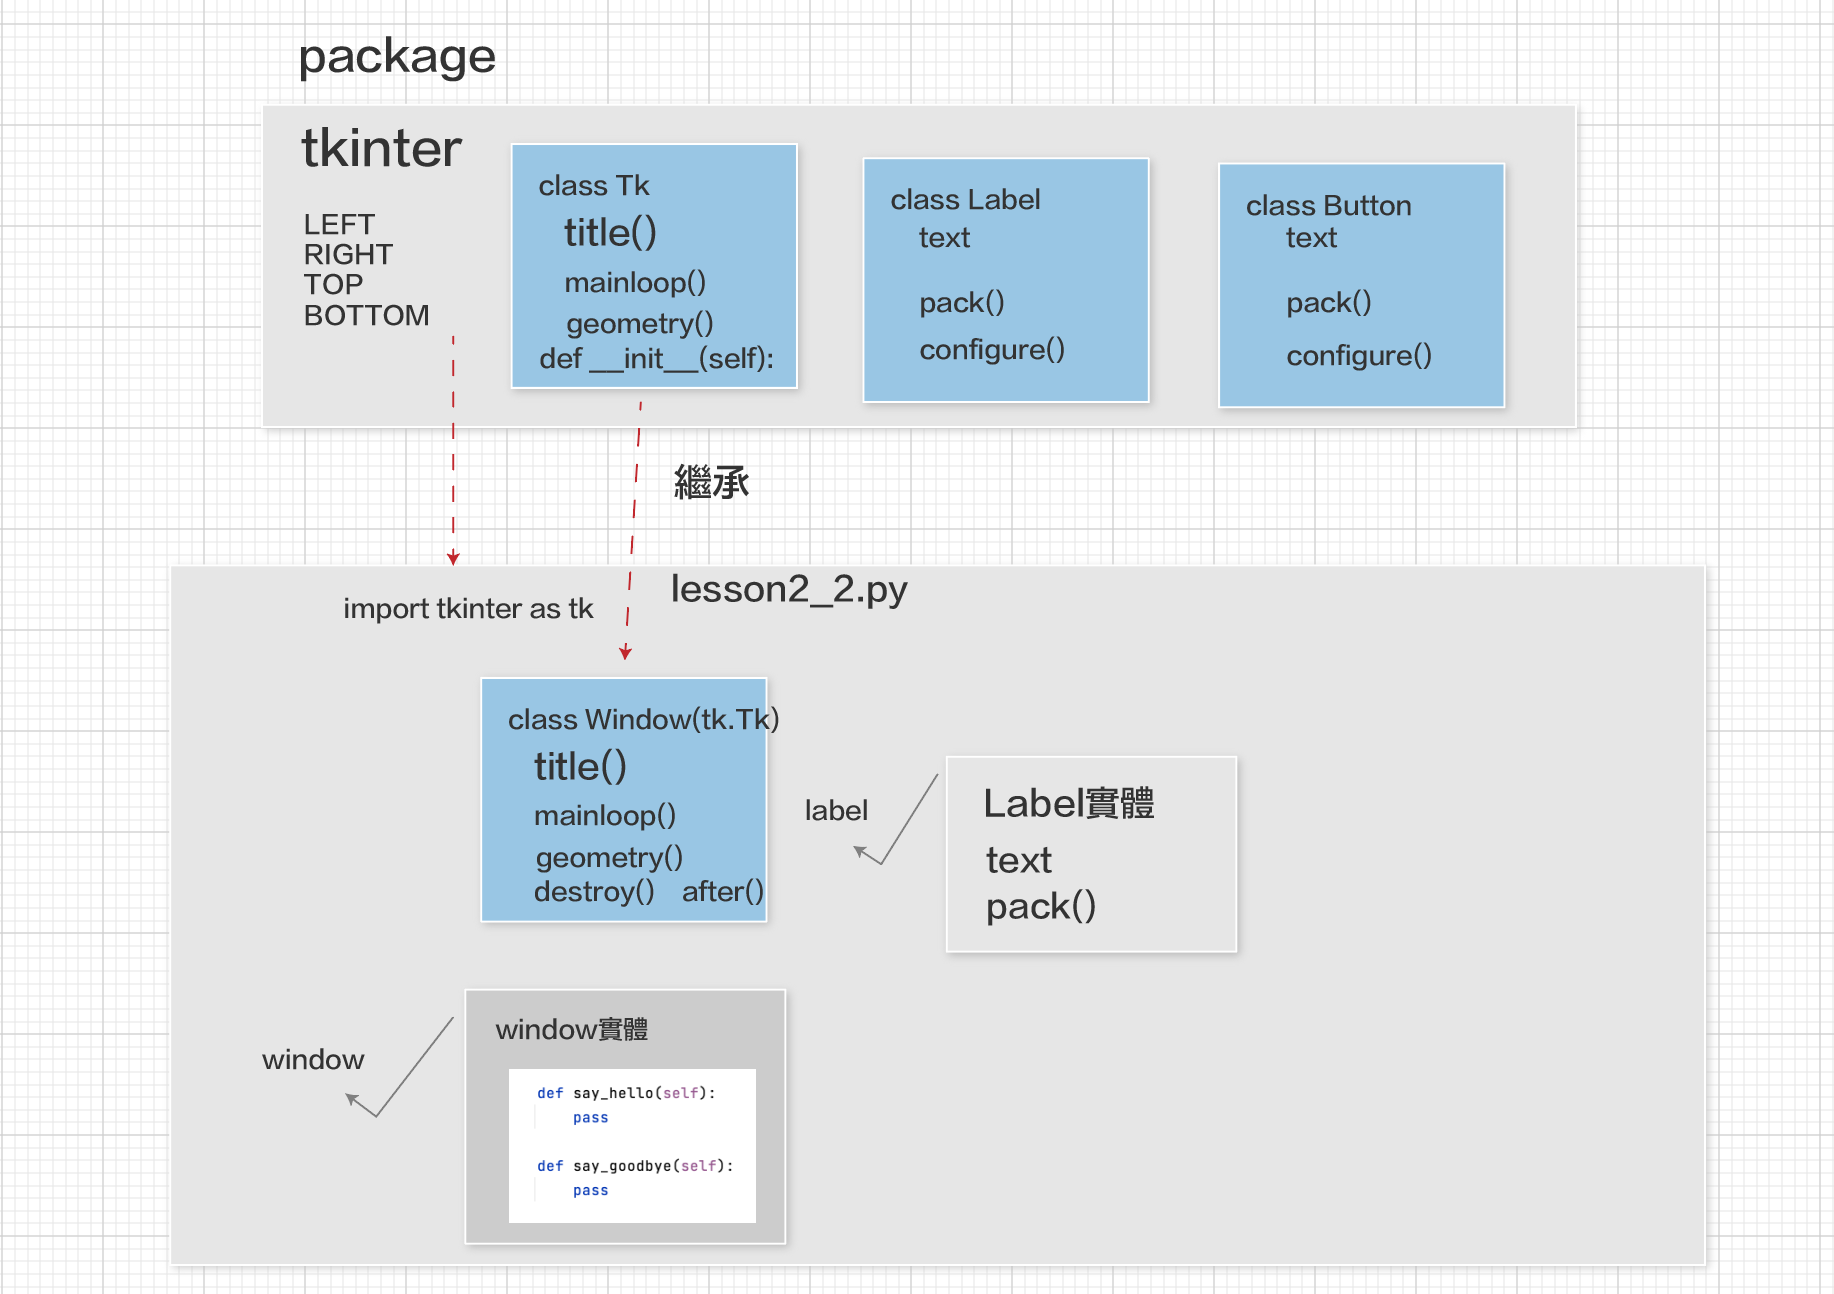 package
tkinter
LEFT
RIGHT
TOP
BOTTOM
class Tk
title()
mainloop()
geometry()
def __init__(self):
class Label
text
pack()
configure()
class Button
text
pack()
configure()
繼承
lesson2_2.py
import tkinter as tk
class Window(tk.Tk)
title()
mainloop()
geometry()
destroy() after()
label
Label實體
text
pack()
window
window實體
def say_hello(self):
pass
def say_goodbye(self):
pass